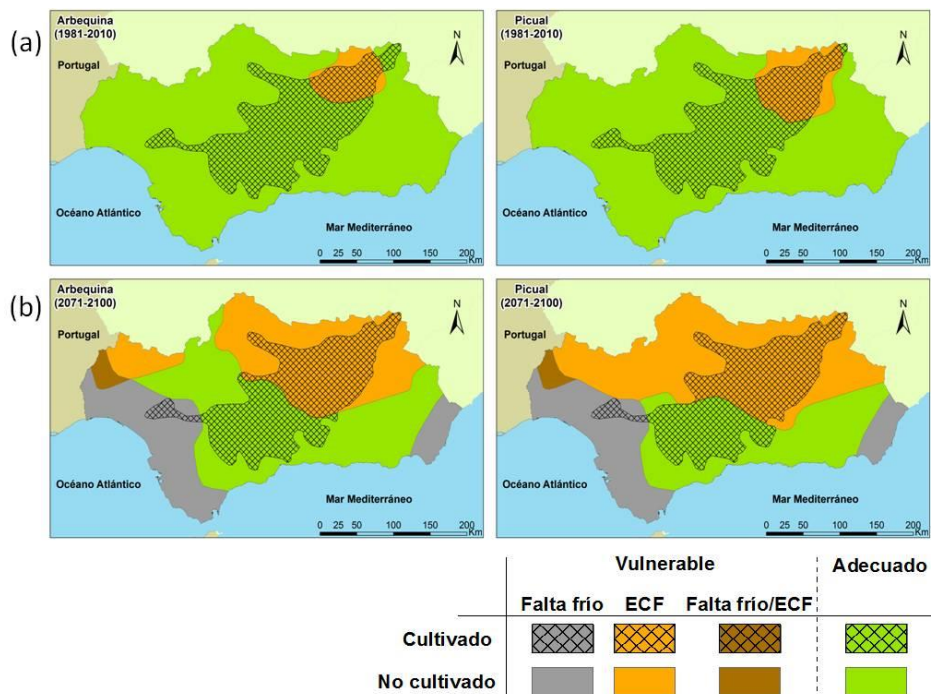 (a)
Arbequina
(1981-2010)
Portugal
N
Océano Atlántico
Mar Mediterráneo
0 25 50 100 150 200
Km
Picual
(1981-2010)
Portugal
N
Océano Atlántico
Mar Mediterráneo
0 25 50 100 150 200
Km
(b)
Arbequina
(2071-2100)
Portugal
N
Océano Atlántico
Mar Mediterráneo
0 25 50 100 150 200
Km
Picual
(2071-2100)
Portugal
N
Océano Atlántico
Mar Mediterráneo
0 25 50 100 150 200
Km
Vulnerable Adecuado
Falta frío ECF Falta frío/ECF
Cultivado
No cultivado